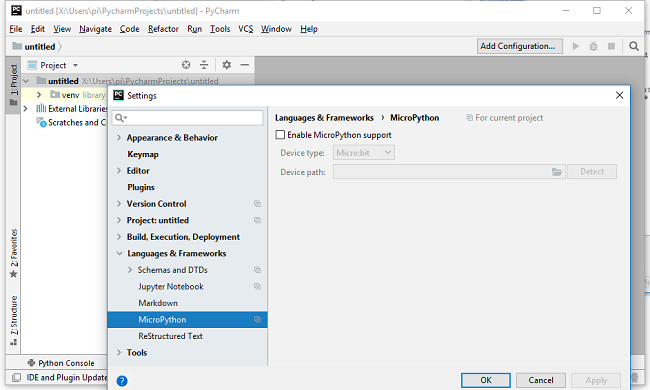 untitled [X:\Users\pi\PycharmProjects\untitled] - PyCharm
File Edit View Navigate Code Refactor Run Tools VCS Window Help
untitled
Add Configuration...
1: Project
Project
untitled X:\Users\pi\PycharmProjects\untitled
venv library
External Libraries
Scratches and C
2: Favorites
Z: Structure
Python Console
IDE and Plugin Update
Settings
Appearance & Behavior
Keymap
Editor
Plugins
Version Control
Project: untitled
Build, Execution, Deployment
Languages & Frameworks
Schemas and DTDs
Jupyter Notebook
Markdown
MicroPython
ReStructured Text
Tools
Languages & Frameworks › MicroPython
For current project
Enable MicroPython support
Device type: Micro:bit
Device path:
Detect
?
OK
Cancel
Apply